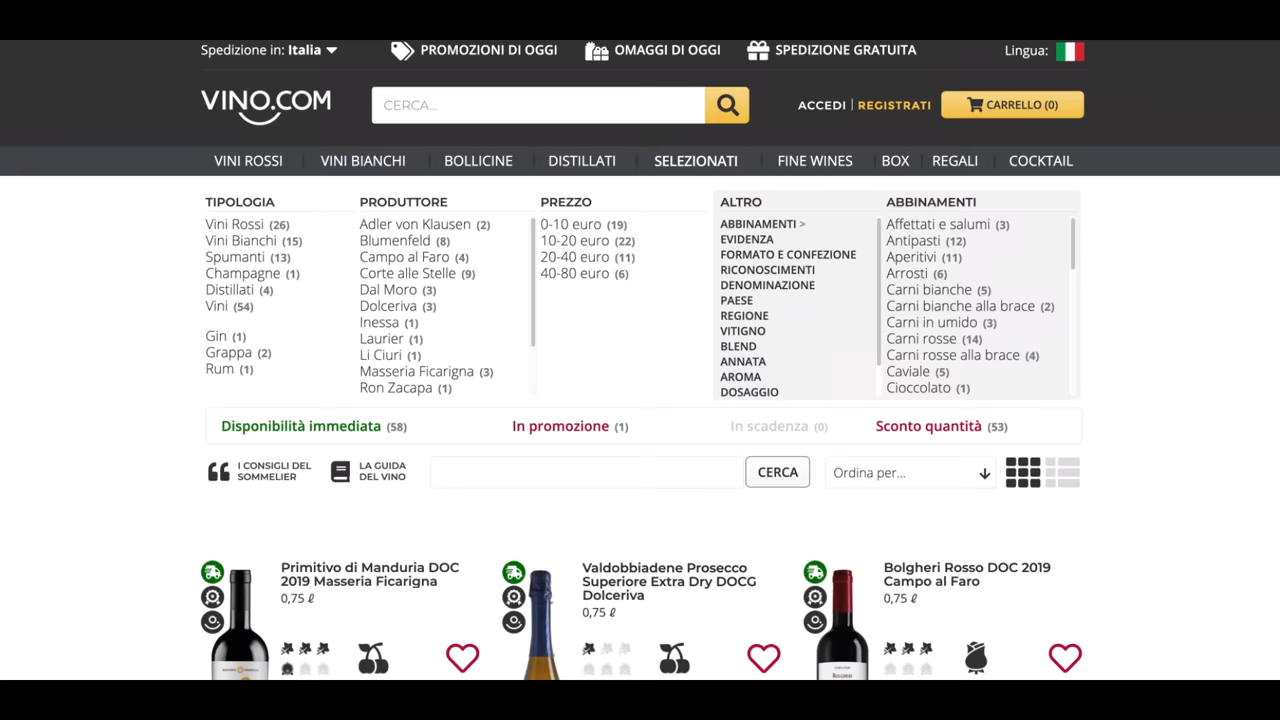 Spedizione in: Italia
PROMOZIONI DI OGGI
OMAGGI DI OGGI
SPEDIZIONE GRATUITA
Lingua:
VINO.COM
CERCA...
ACCEDI | REGISTRATI
CARRELLO (0)
VINI ROSSI
VINI BIANCHI
BOLLICINE
DISTILLATI
SELEZIONATI
FINE WINES
BOX
REGALI
COCKTAIL
TIPOLOGIA
Vini Rossi (26)
Vini Bianchi (15)
Spumanti (13)
Champagne (1)
Distillati (4)
Vini (54)
Gin (1)
Grappa (2)
Rum (1)
PRODUTTORE
Adler von Klausen (2)
Blumenfeld (8)
Campo al Faro (4)
Corte alle Stelle (9)
Dal Moro (3)
Dolceriva (3)
Inessa (1)
Laurier (1)
Li Ciuri (1)
Masseria Ficarigna (3)
Ron Zacapa (1)
PREZZO
0-10 euro (19)
10-20 euro (22)
20-40 euro (11)
40-80 euro (6)
ALTRO
ABBINAMENTI >
EVIDENZA
FORMATO E CONFEZIONE
RICONOSCIMENTI
DENOMINAZIONE
PAESE
REGIONE
VITIGNO
BLEND
ANNATA
AROMA
DOSAGGIO
ABBINAMENTI
Affettati e salumi (3)
Antipasti (12)
Aperitivi (11)
Arrosti (6)
Carni bianche (5)
Carni bianche alla brace (2)
Carni in umido (3)
Carni rosse (14)
Carni rosse alla brace (4)
Caviale (5)
Cioccolato (1)
Disponibilità immediata (58)
In promozione (1)
In scadenza (0)
Sconto quantità (53)
I CONSIGLI DEL
SOMMELIER
LA GUIDA
DEL VINO
CERCA
Ordina per...
Primitivo di Manduria DOC
2019 Masseria Ficarigna
0,75 ℓ
Valdobbiadene Prosecco
Superiore Extra Dry DOCG
Dolceriva
0,75 ℓ
Bolgheri Rosso DOC 2019
Campo al Faro
0,75 ℓ